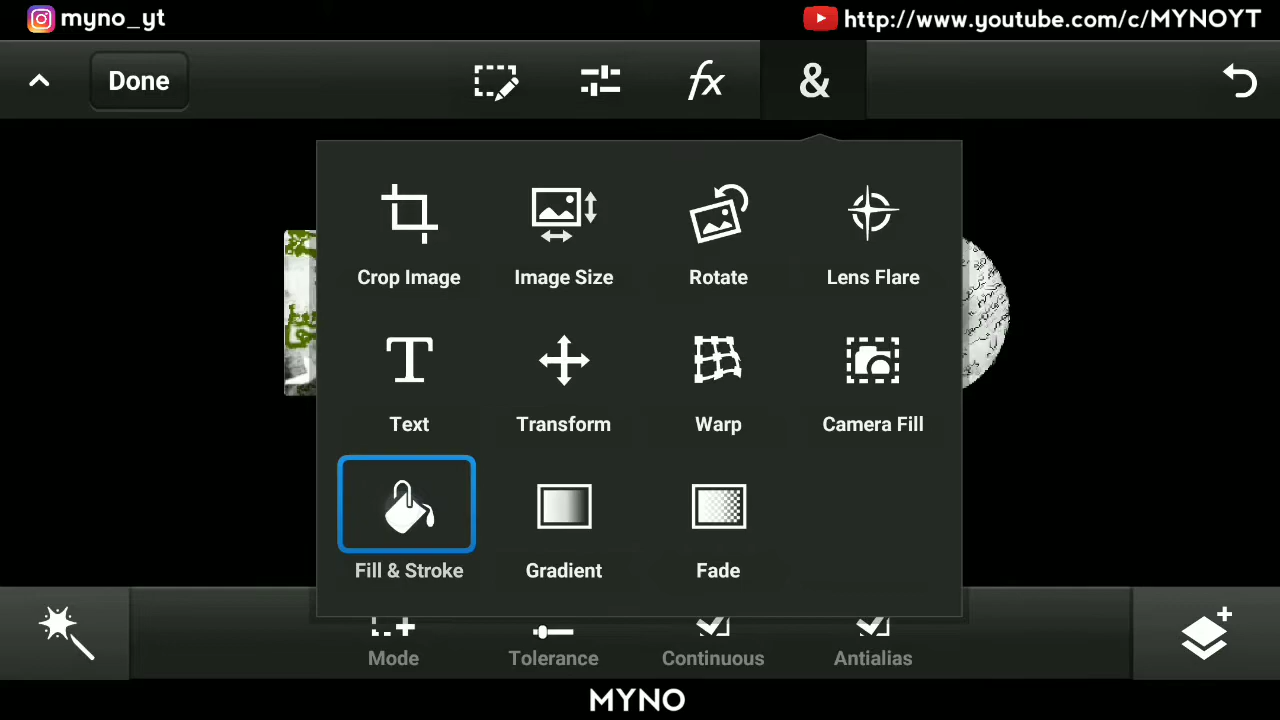 myno_yt
http://www.youtube.com/c/MYNOYT
Done
fx
&
Crop Image
Image Size
Rotate
Lens Flare
T
Text
Transform
Warp
Camera Fill
Fill & Stroke
Gradient
Fade
Mode
Tolerance
Continuous
Antialias
MYNO